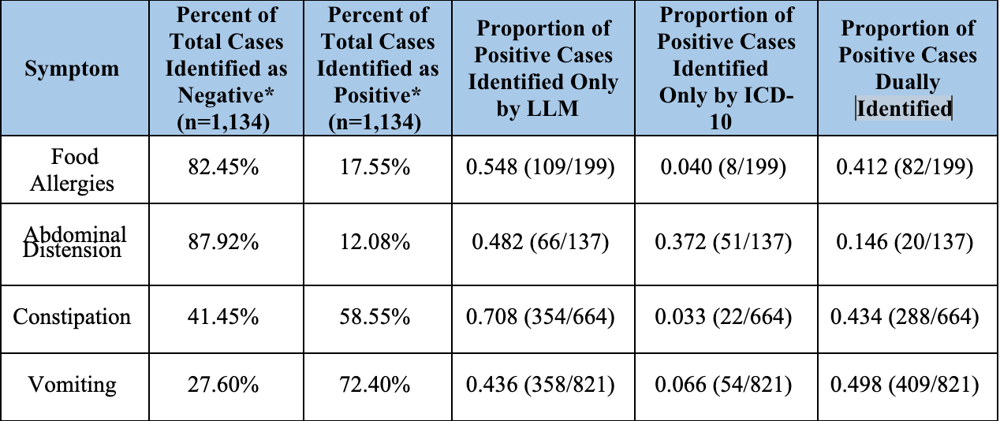 Symptom
Percent of
Total Cases
Identified as
Negative*
(n=1,134)
Percent of
Total Cases
Identified as
Positive*
(n=1,134)
Proportion of
Positive Cases
Identified Only
by LLM
Proportion of
Positive Cases
Identified
Only by ICD-
10
Proportion of
Positive Cases
Dually
Identified
Food
Allergies
82.45%
17.55%
0.548 (109/199)
0.040 (8/199)
0.412 (82/199)
Abdominal
Distension
87.92%
12.08%
0.482 (66/137)
0.372 (51/137)
0.146 (20/137)
Constipation
41.45%
58.55%
0.708 (354/664)
0.033 (22/664)
0.434 (288/664)
Vomiting
27.60%
72.40%
0.436 (358/821)
0.066 (54/821)
0.498 (409/821)